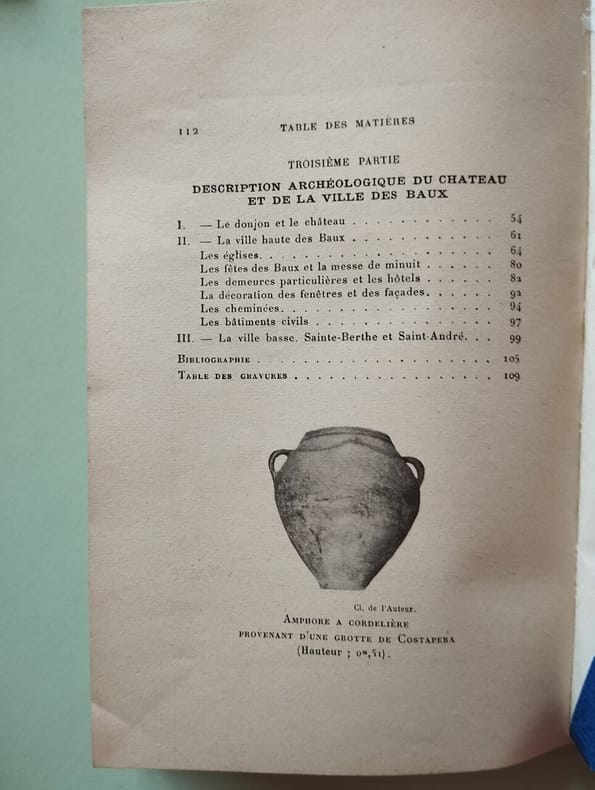 112 TABLE DES MATIÈRES
TROISIÈME PARTIE
DESCRIPTION ARCHÉOLOGIQUE DU CHATEAU
ET DE LA VILLE DES BAUX
I. — Le donjon et le château . . . . . . . . . . . . . 54
II. — La ville haute des Baux . . . . . . . . . . . . . 61
Les églises. . . . . . . . . . . . . . . . . . . . 64
Les fêtes des Baux et la messe de minuit . . . . . . 80
Les demeures particulières et les hôtels . . . . . . 82
La décoration des fenêtres et des façades. . . . . . 92
Les cheminées. . . . . . . . . . . . . . . . . . 94
Les bâtiments civils . . . . . . . . . . . . . . . 97
III. — La ville basse. Sainte-Berthe et Saint-André. . . 99
BIBLIOGRAPHIE . . . . . . . . . . . . . . . . . . . 105
TABLE DES GRAVURES . . . . . . . . . . . . . . . . 109
Cl. de l'Auteur.
AMPHORE A CORDELIÈRE
PROVENANT D'UNE GROTTE DE COSTAPERA
(Hauteur ; 0m,51).